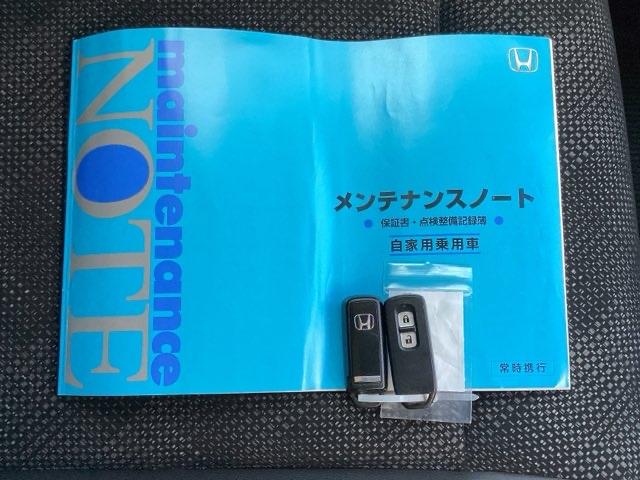 maintenance
NOTE
メンテナンスノート
保証書・点検整備記録簿
自家用乗用車
常時携行